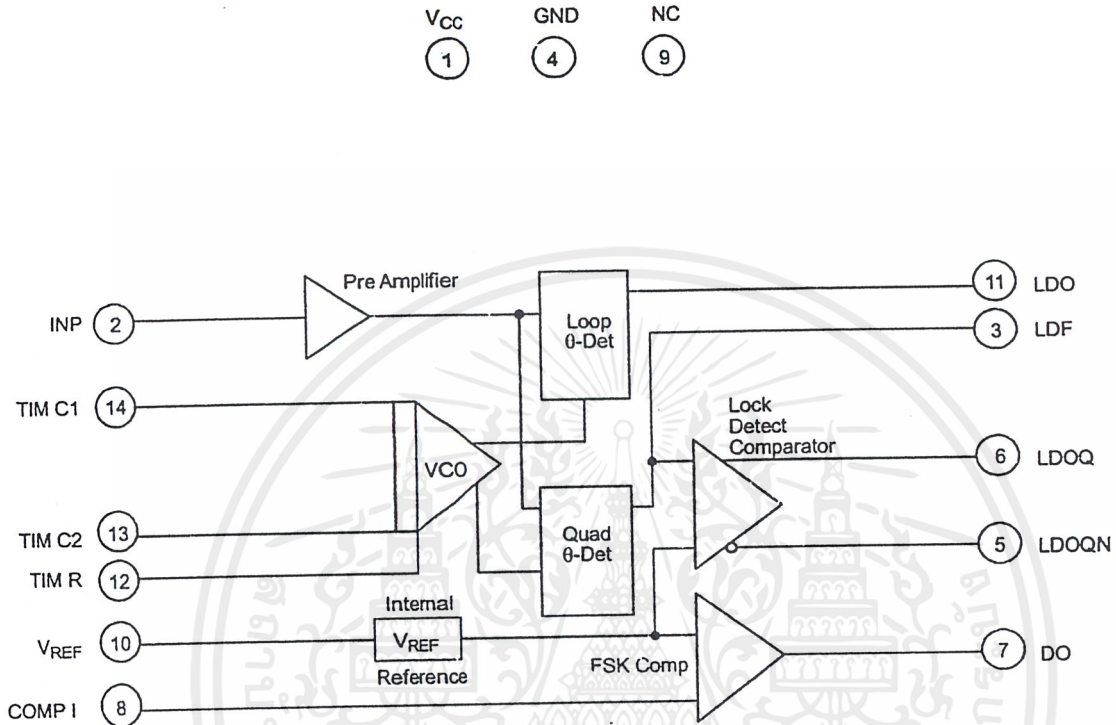 VCC GND NC
1 4 9
Pre Amplifier
INP 2
Loop
θ-Det
11 LDO
3 LDF
TIM C1 14
VC0
Lock
Detect
Comparator
6 LDOQ
TIM C2 13
Quad
θ-Det
5 LDOQN
TIM R 12
Internal
VREF 10
VREF
Reference
FSK Comp
7 DO
COMP I 8